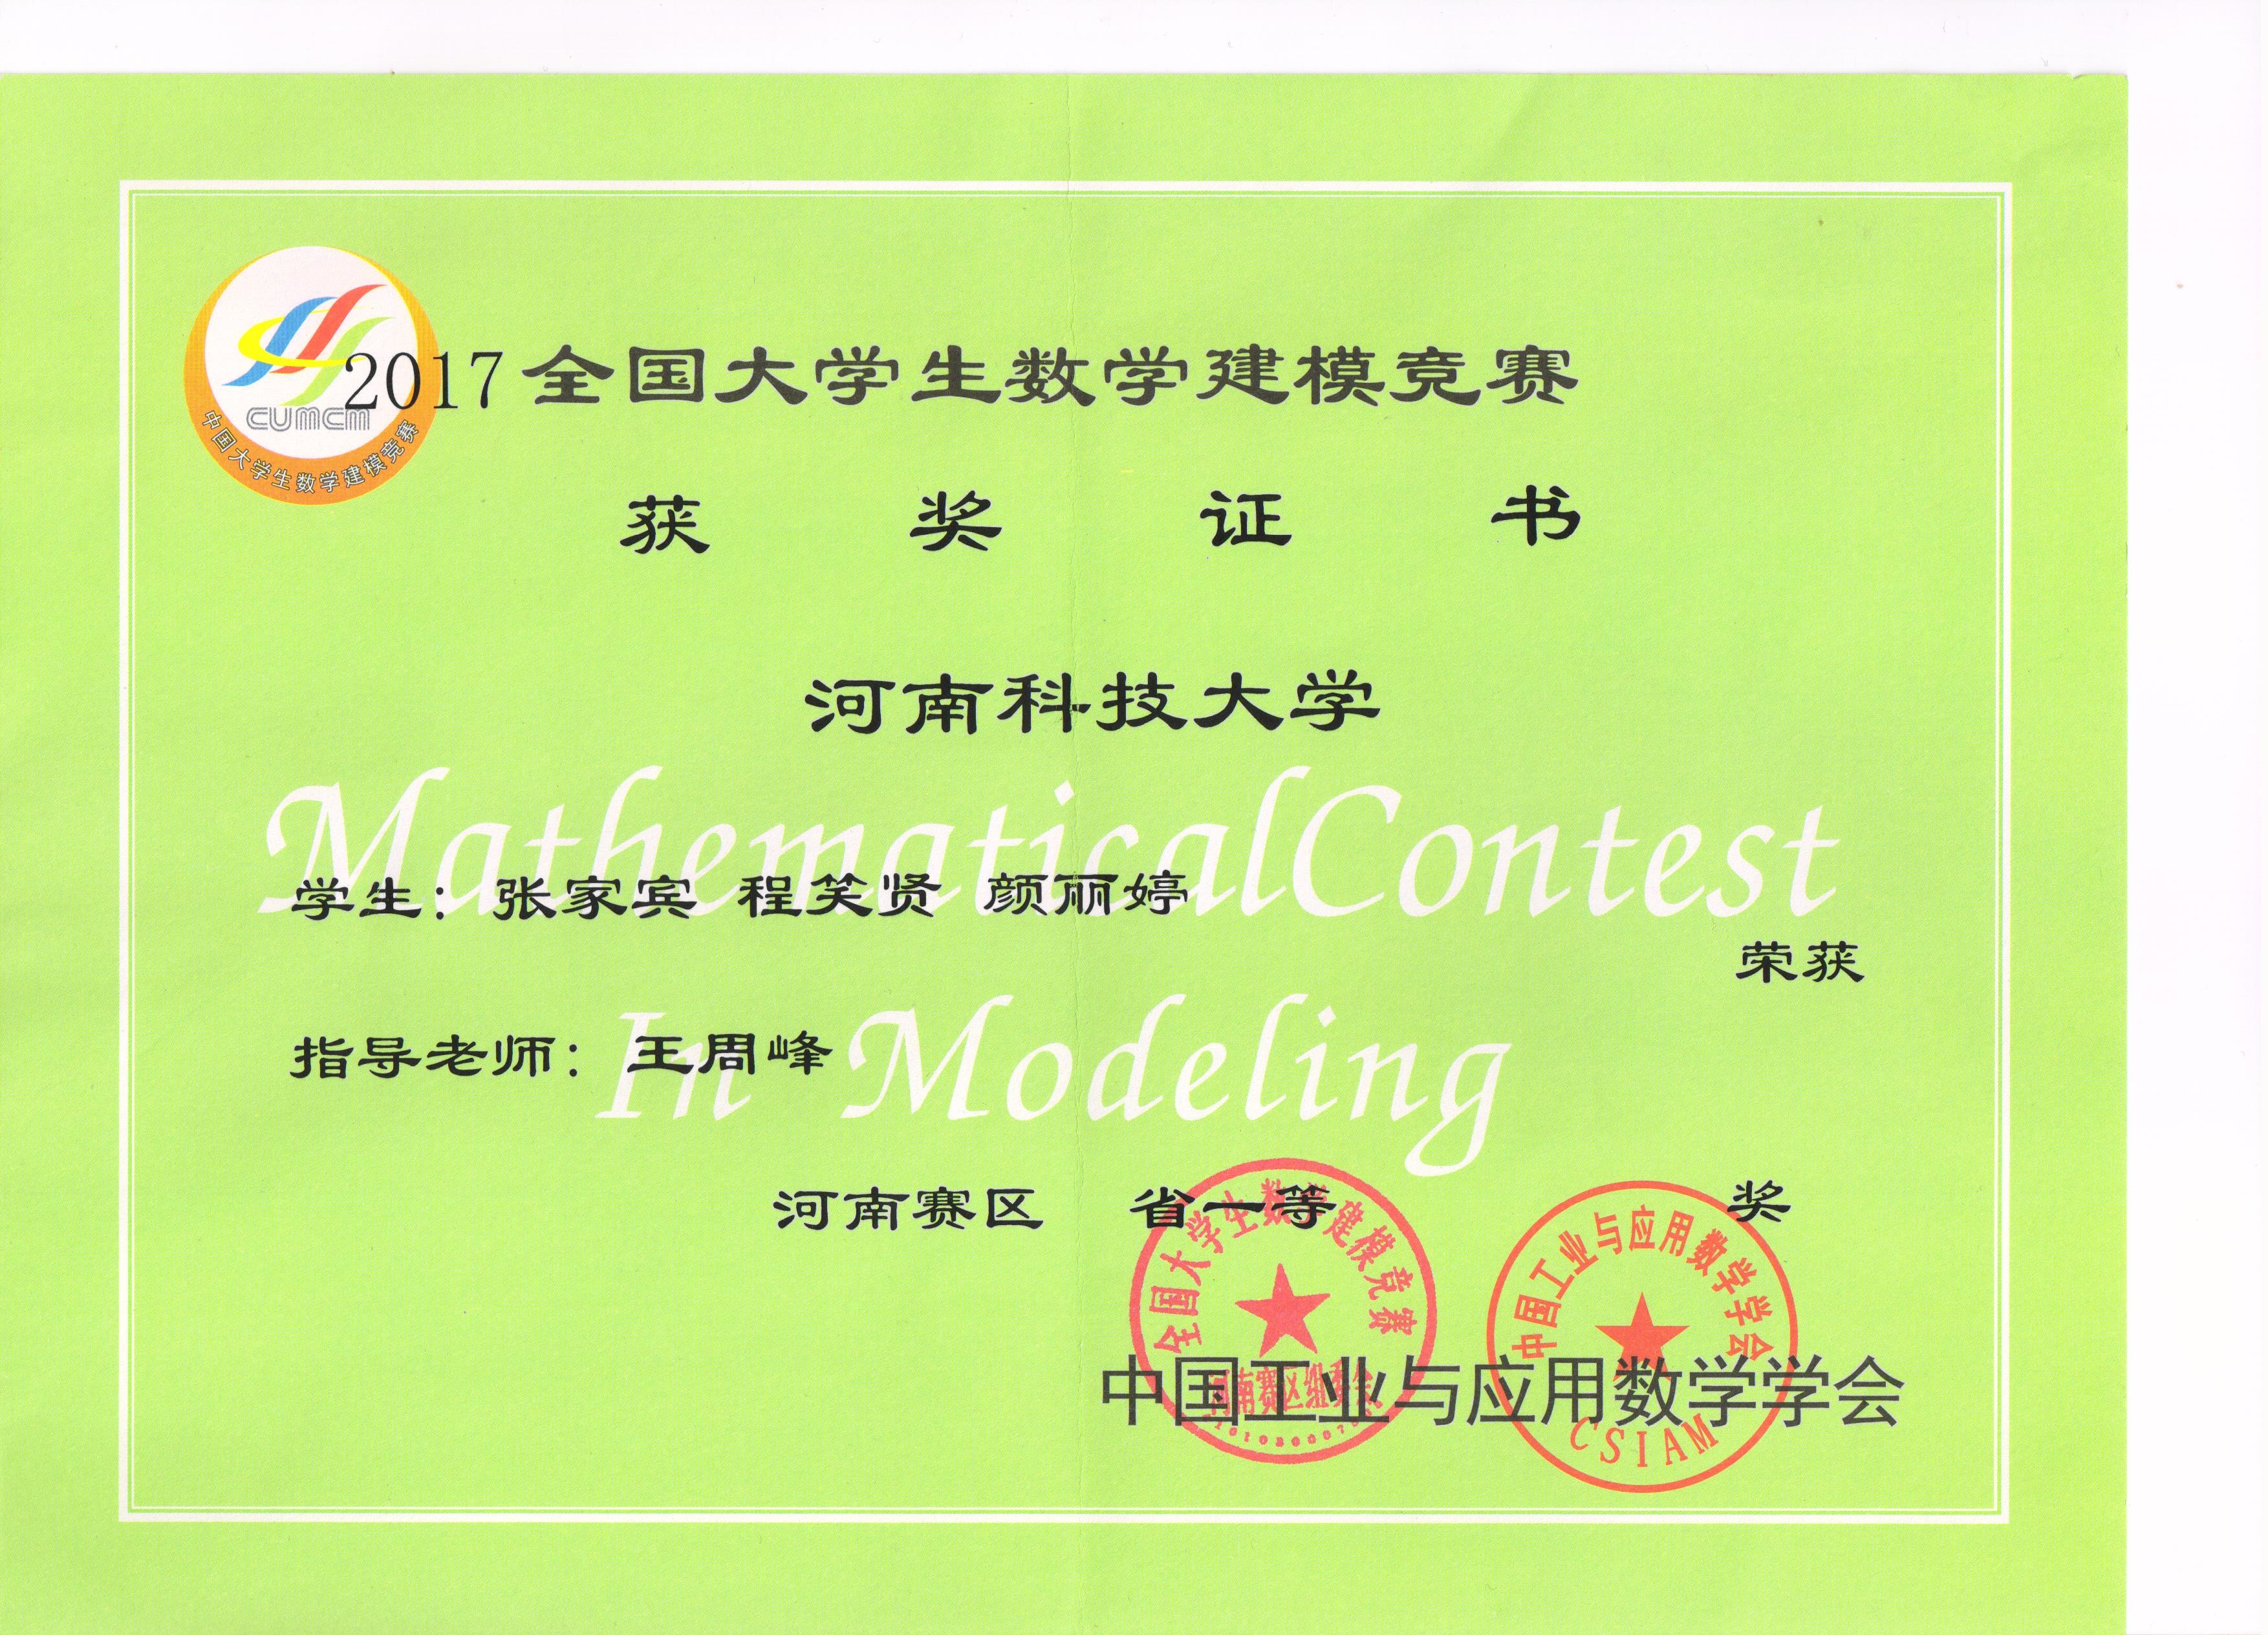 CUMCM
中国大学生数学建模竞赛
2017全国大学生数学建模竞赛
获 奖 证 书
河南科技大学
MathematicalContest
学生：张家宾 程笑贤 颜丽婷
荣获
In Modeling
指导老师：王周峰
河南赛区 省一等 奖
全国大学生数学建模竞赛
河南赛区组委会
中国工业与应用数学学会
CSIAM
中国工业与应用数学学会